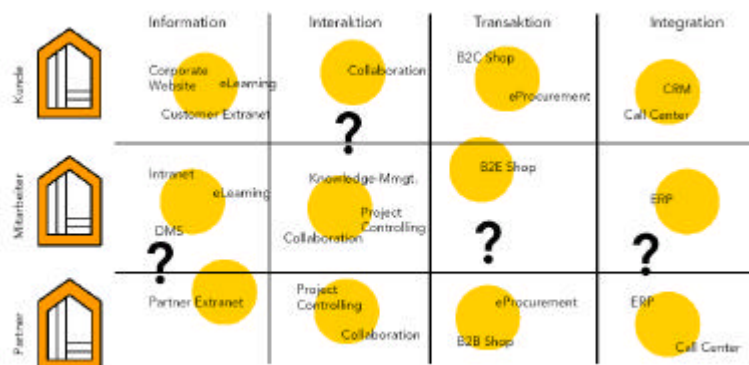 Information
Interaktion
Transaktion
Integration
Kunde
Corporate
Website
eLearning
Customer Extranet
Collaboration
B2C Shop
eProcurement
CRM
Call Center
?
Mitarbeiter
Intranet
eLearning
DMS
Knowledge-Mmgt.
Project
Controlling
Collaboration
B2E Shop
ERP
?
?
?
Partner
Partner Extranet
Project
Controlling
Collaboration
eProcurement
B2B Shop
ERP
Call Center